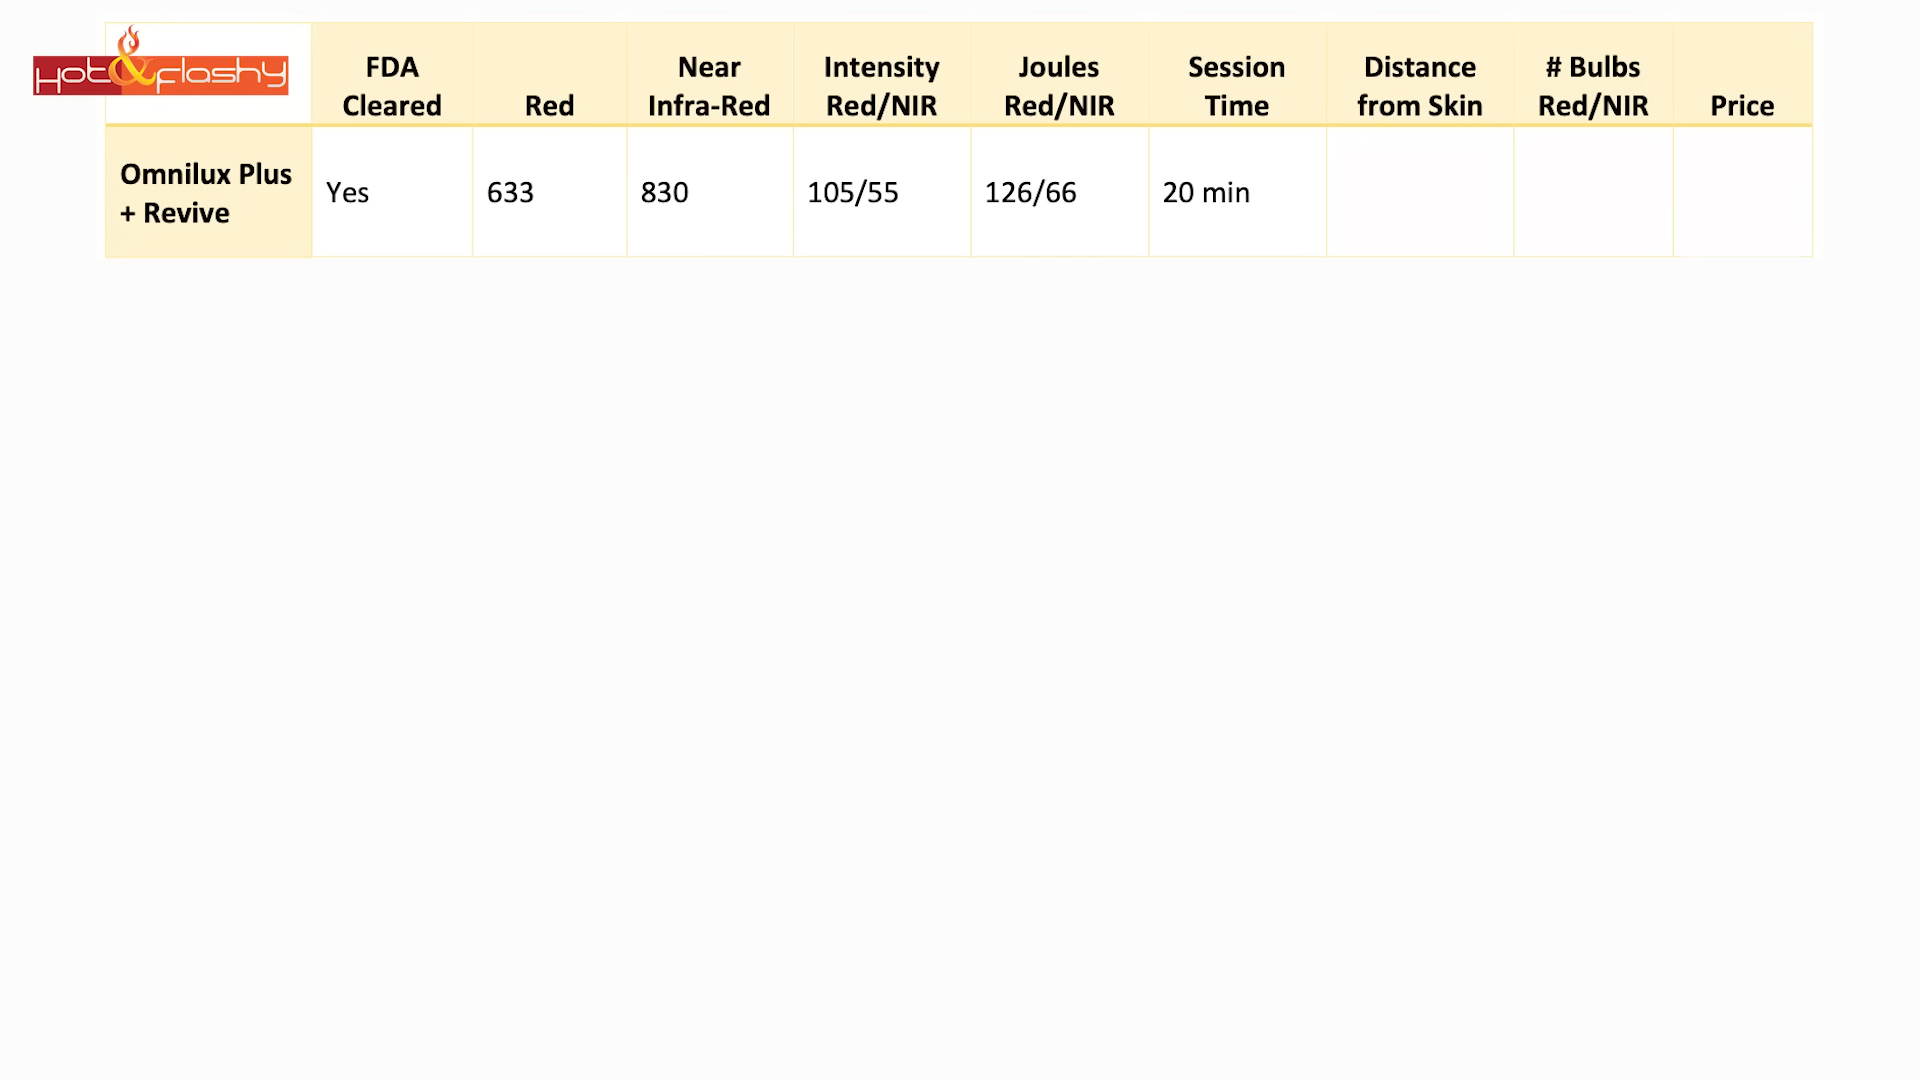 Hot & flashy
FDA Cleared Red Near Infra-Red Intensity Red/NIR Joules Red/NIR Session Time Distance from Skin # Bulbs Red/NIR Price
Omnilux Plus + Revive Yes 633 830 105/55 126/66 20 min